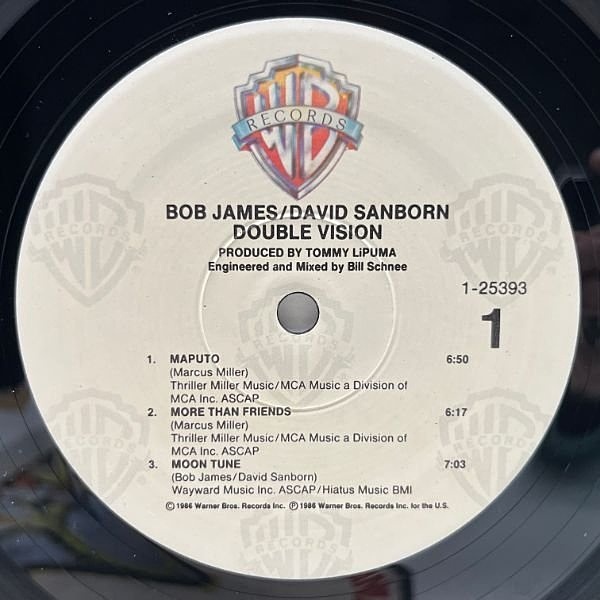 RECORDS
BOB JAMES/DAVID SANBORN
DOUBLE VISION
PRODUCED BY TOMMY LiPUMA
Engineered and Mixed by Bill Schnee
1-25393
1
1. MAPUTO 6:50
(Marcus Miller)
Thriller Miller Music/MCA Music a Division of
MCA Inc. ASCAP
2. MORE THAN FRIENDS 6:17
(Marcus Miller)
Thriller Miller Music/MCA Music a Division of
MCA Inc. ASCAP
3. MOON TUNE 7:03
(Bob James/David Sanborn)
Wayward Music Inc. ASCAP/Hiatus Music BMI
© 1986 Warner Bros. Records Inc. ℗ 1986 Warner Bros. Records Inc. for the U.S.